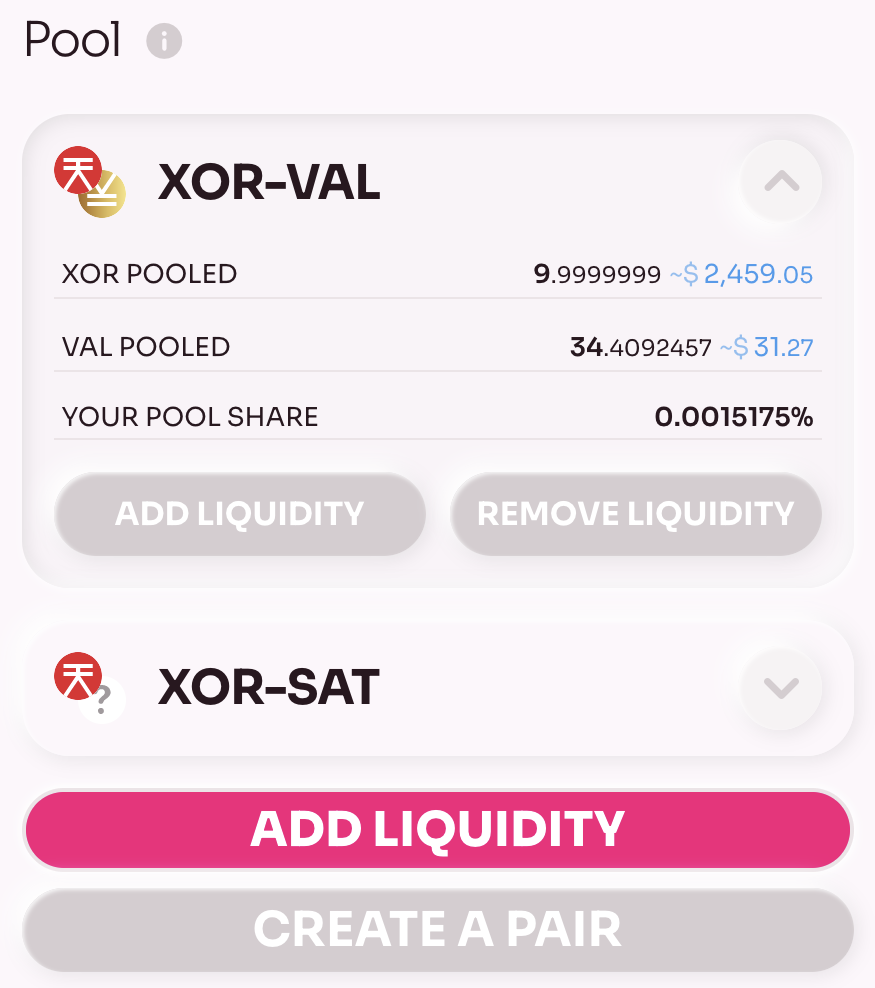 Pool
XOR-VAL
XOR POOLED 9.9999999 ~$ 2,459.05
VAL POOLED 34.4092457 ~$ 31.27
YOUR POOL SHARE 0.0015175%
ADD LIQUIDITY REMOVE LIQUIDITY
XOR-SAT
?
ADD LIQUIDITY
CREATE A PAIR